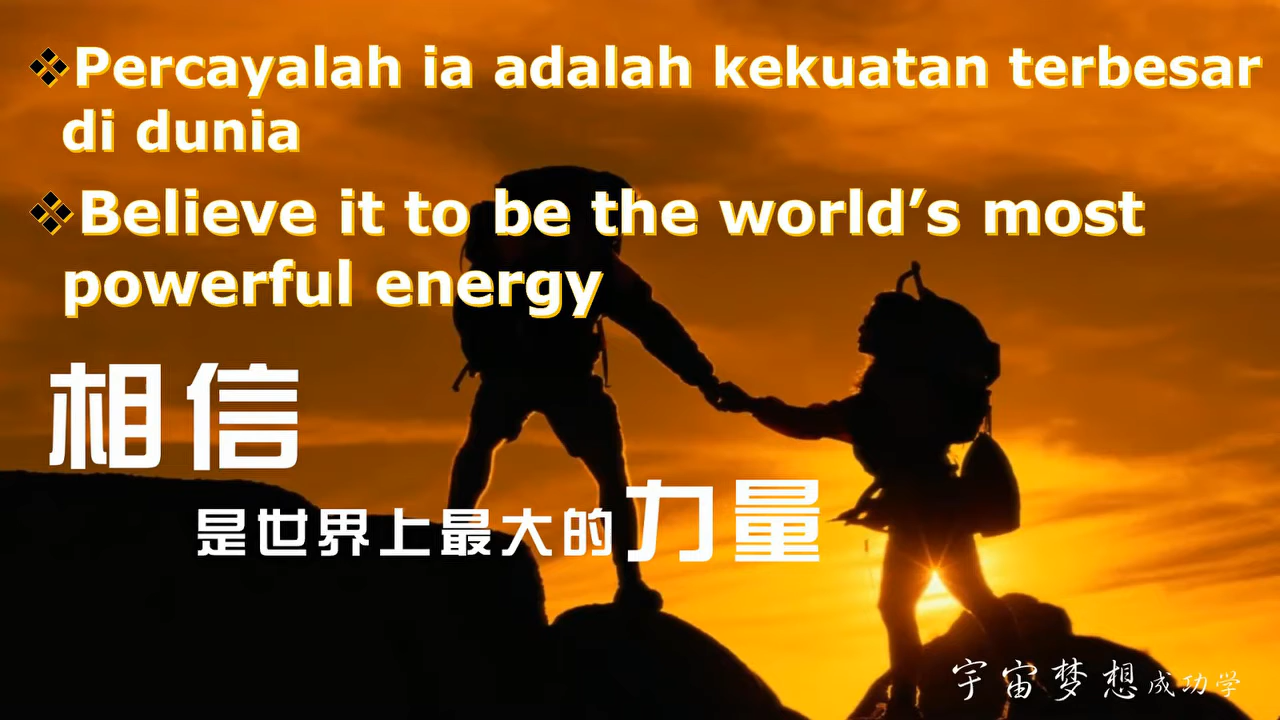 ❖Percayalah ia adalah kekuatan terbesar
di dunia
❖Believe it to be the world’s most
powerful energy
相信
是世界上最大的力量
宇宙梦想成功学